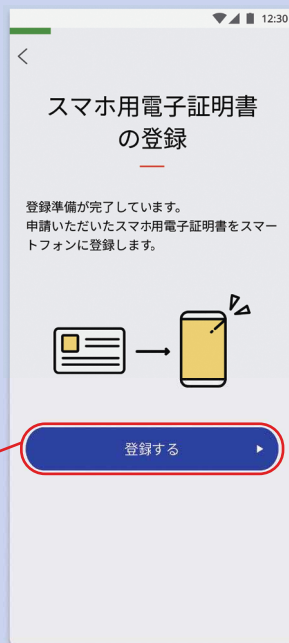 12:30
スマホ用電子証明書
の登録
登録準備が完了しています。
申請いただいたスマホ用電子証明書をスマー
トフォンに登録します。
登録する